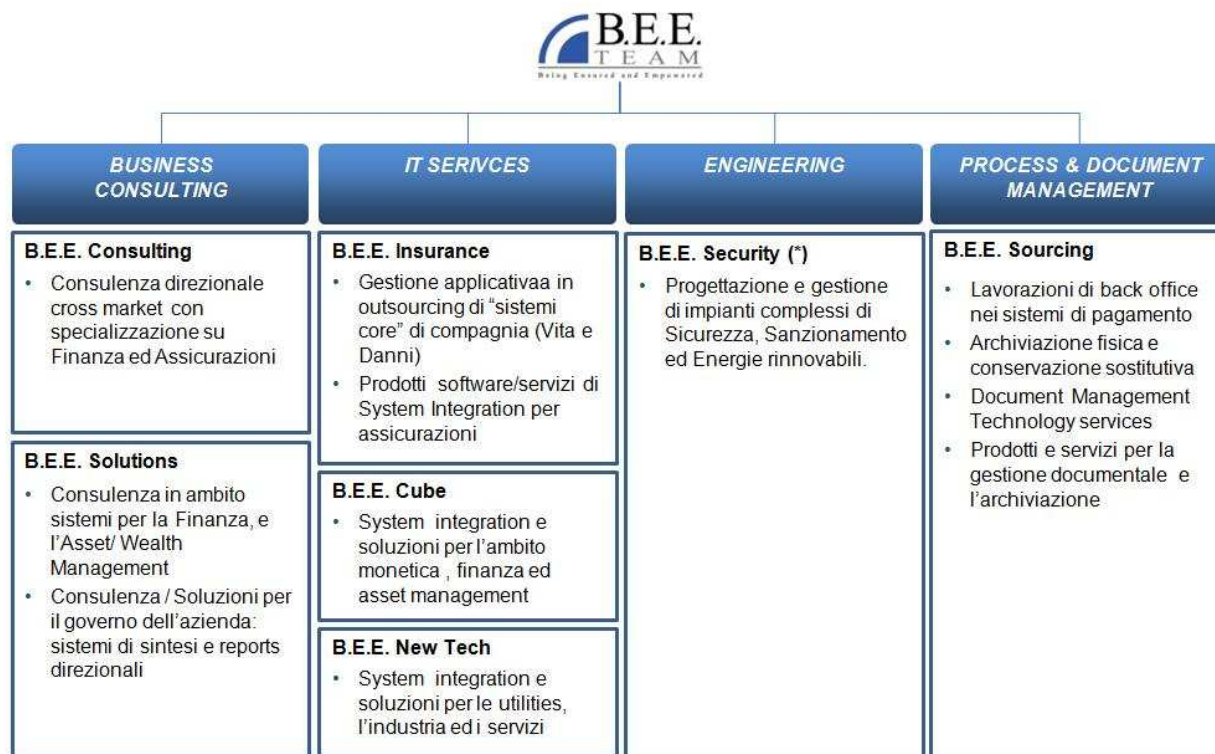 B.E.E.
TEAM
Being Ensured and Empowered
BUSINESS
CONSULTING
B.E.E. Consulting
• Consulenza direzionale
cross market con
specializzazione su
Finanza ed Assicurazioni
B.E.E. Solutions
• Consulenza in ambito
sistemi per la Finanza, e
l'Asset/ Wealth
Management
• Consulenza / Soluzioni per
il governo dell'azienda:
sistemi di sintesi e reports
direzionali
IT SERIVCES
B.E.E. Insurance
• Gestione applicativaa in
outsourcing di "sistemi
core" di compagnia (Vita e
Danni)
• Prodotti software/servizi di
System Integration per
assicurazioni
B.E.E. Cube
• System integration e
soluzioni per l'ambito
monetica , finanza ed
asset management
B.E.E. New Tech
• System integration e
soluzioni per le utilities,
l'industria ed i servizi
ENGINEERING
B.E.E. Security (*)
• Progettazione e gestione
di impianti complessi di
Sicurezza, Sanzionamento
ed Energie rinnovabili.
PROCESS & DOCUMENT
MANAGEMENT
B.E.E. Sourcing
• Lavorazioni di back office
nei sistemi di pagamento
• Archiviazione fisica e
conservazione sostitutiva
• Document Management
Technology services
• Prodotti e servizi per la
gestione documentale e
l'archiviazione